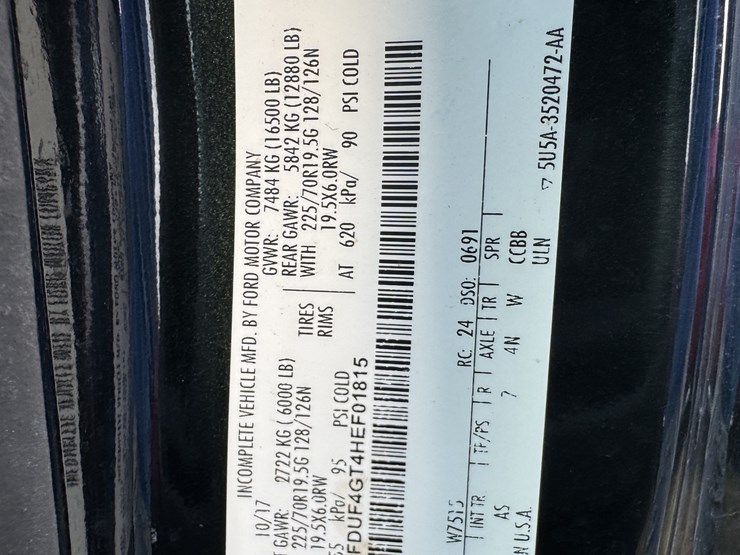 INCOMPLETE VEHICLE MFD. BY FORD MOTOR COMPANY
10/17 GVWR: 7484 KG (16500 LB)
T GAWR: 2722 KG (6000 LB) REAR GAWR: 5842 KG (12880 LB)
225/70R19.5G 128/126N TIRES WITH 225/70R19.5G 128/126N
19.5X6.0RW RIMS 19.5X6.0RW
kPa/ 95 PSI COLD AT 620 kPa/ 90 PSI COLD
FDUF4GT4HEF01815
RC: 24 DSO: 0691
INT TR TP/PS R AXLE TR SPR
AS 7 4N W CCBB
N U.S.A. ULN
▽ 5U5A-3520472-AA